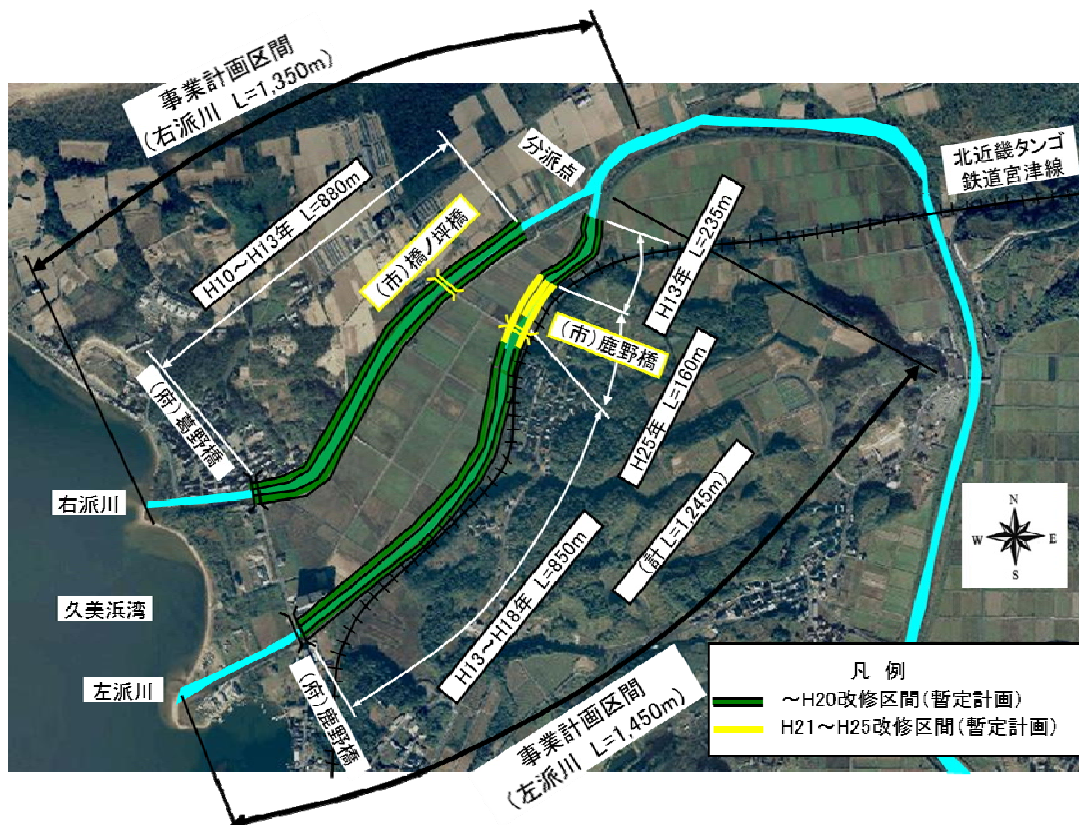 事業計画区間
(右派川 L=1,350m)
H10～H13年 L=880m
分派点
(市)橋ノ坪橋
北近畿タンゴ
鉄道宮津線
H13年 L=235m
(市)鹿野橋
H25年 L=160m
(府)葛野橋
右派川
(計 L=1,245m)
H13～H18年 L=850m
N
W
E
S
久美浜湾
左派川
(府)鹿野橋
事業計画区間
(左派川 L=1,450m)
凡 例
～H20改修区間(暫定計画)
H21～H25改修区間(暫定計画)